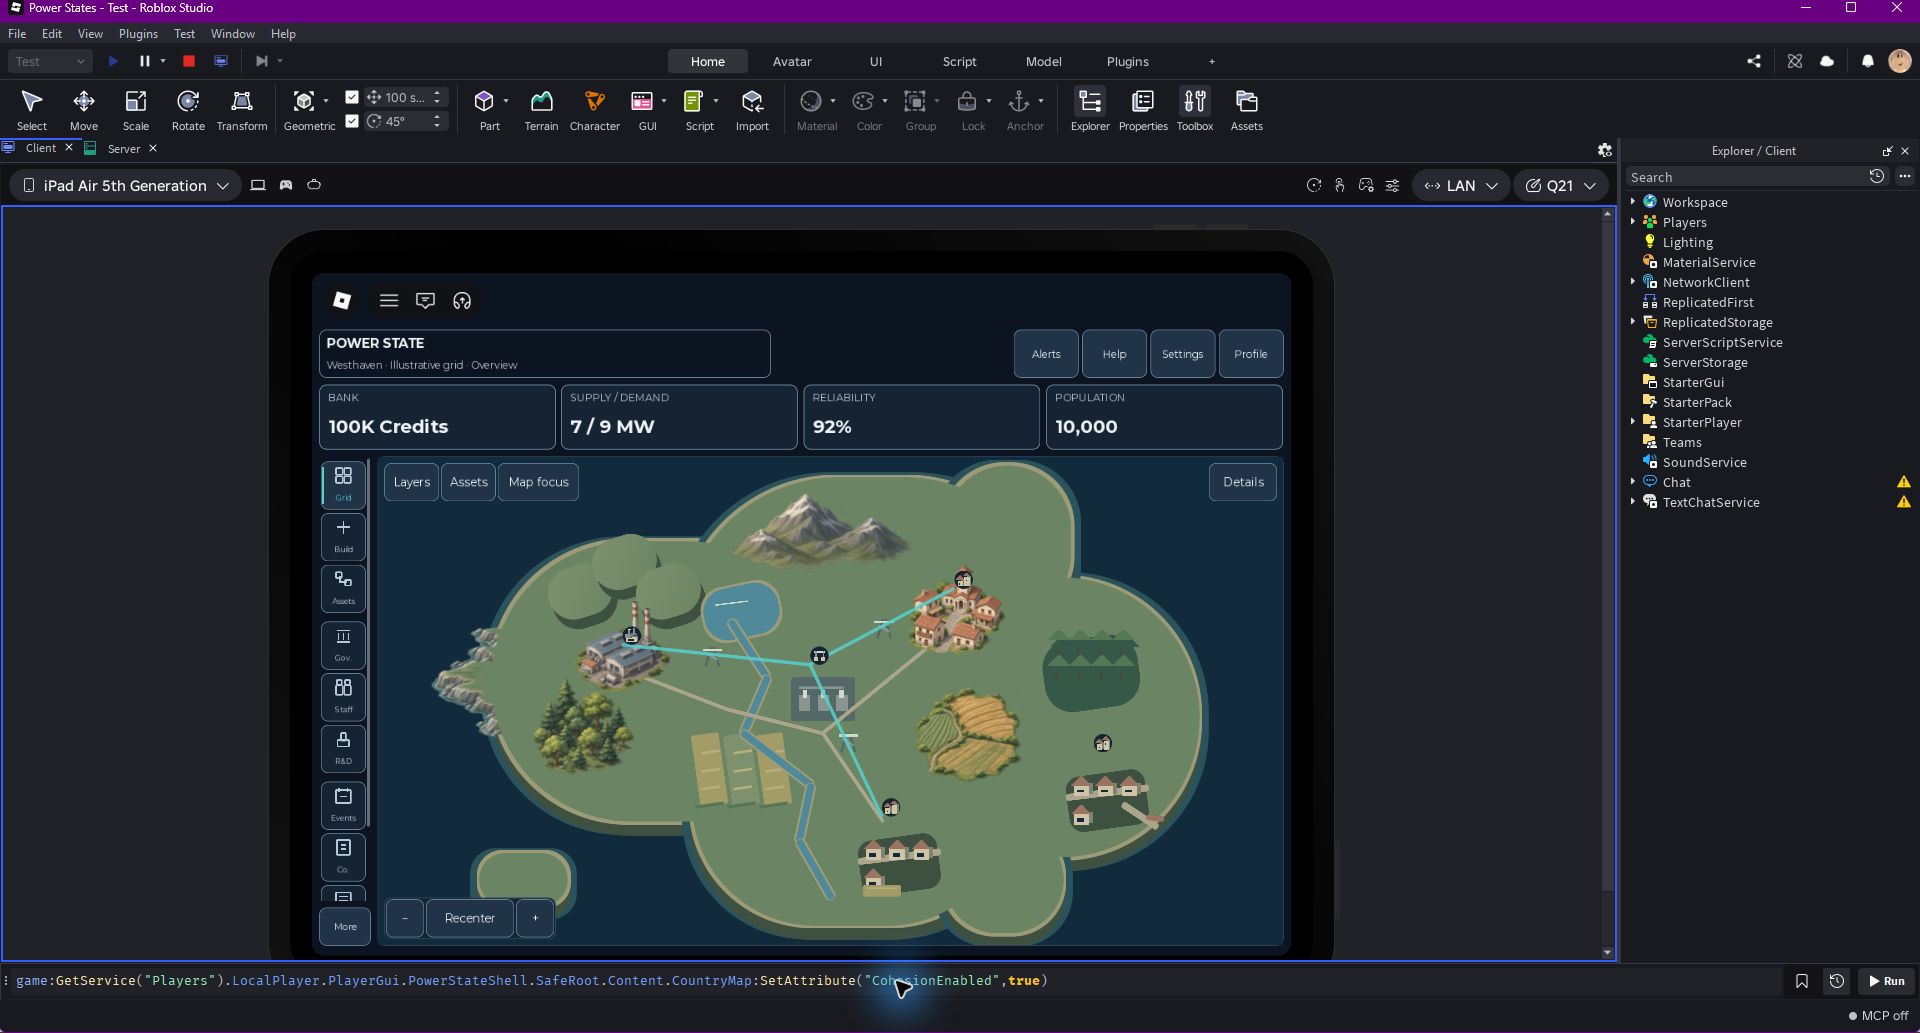 Power States - Test - Roblox Studio
File Edit View Plugins Test Window Help
Test
Home Avatar UI Script Model Plugins +
100 s...
45°
Select Move Scale Rotate Transform Geometric Part Terrain Character GUI Script Import Material Color Group Lock Anchor Explorer Properties Toolbox Assets
Client Server
Explorer / Client
iPad Air 5th Generation
LAN
Q21
Search
Workspace
Players
Lighting
MaterialService
NetworkClient
ReplicatedFirst
ReplicatedStorage
ServerScriptService
ServerStorage
StarterGui
StarterPack
StarterPlayer
Teams
SoundService
Chat
TextChatService
POWER STATE
Westhaven · Illustrative grid · Overview
Alerts Help Settings Profile
BANK
100K Credits
SUPPLY / DEMAND
7 / 9 MW
RELIABILITY
92%
POPULATION
10,000
Layers Assets Map focus Details
Grid
Build
Assets
Gov.
Staff
R&D
Events
Co.
More
- Recenter +
game:GetService("Players").LocalPlayer.PlayerGui.PowerStateShell.SafeRoot.Content.CountryMap:SetAttribute("CohesionEnabled",true)
Run
MCP off